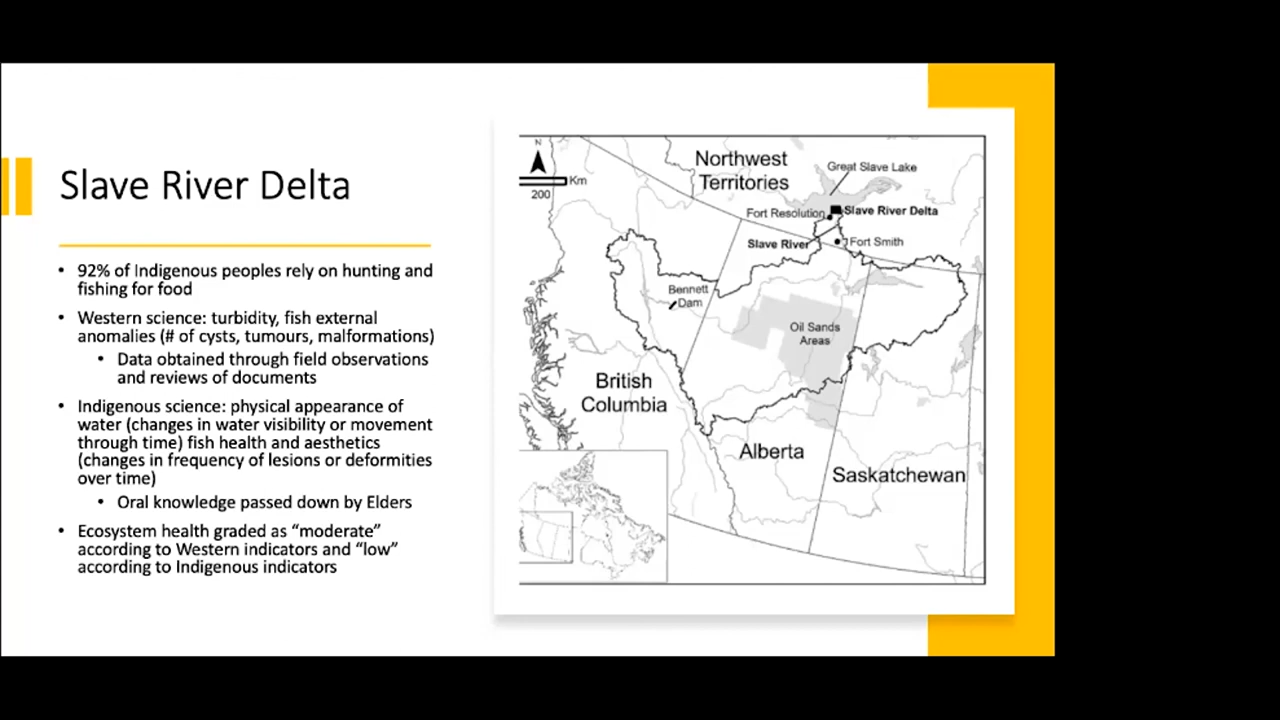 Slave River Delta
• 92% of Indigenous peoples rely on hunting and
fishing for food
• Western science: turbidity, fish external
anomalies (# of cysts, tumours, malformations)
• Data obtained through field observations
and reviews of documents
• Indigenous science: physical appearance of
water (changes in water visibility or movement
through time) fish health and aesthetics
(changes in frequency of lesions or deformities
over time)
• Oral knowledge passed down by Elders
• Ecosystem health graded as “moderate”
according to Western indicators and “low”
according to Indigenous indicators
N
Km
200
Northwest
Territories
Great Slave Lake
Fort Resolution
Slave River Delta
Slave River
Fort Smith
Bennett
Dam
Oil Sands
Areas
British
Columbia
Alberta
Saskatchewan